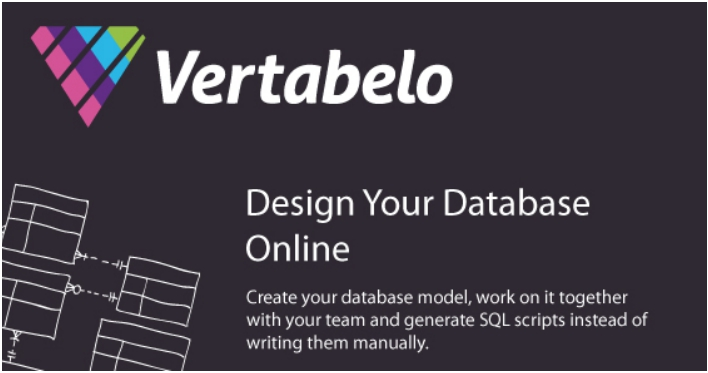 Vertabelo
Design Your Database
Online
Create your database model, work on it together
with your team and generate SQL scripts instead of
writing them manually.